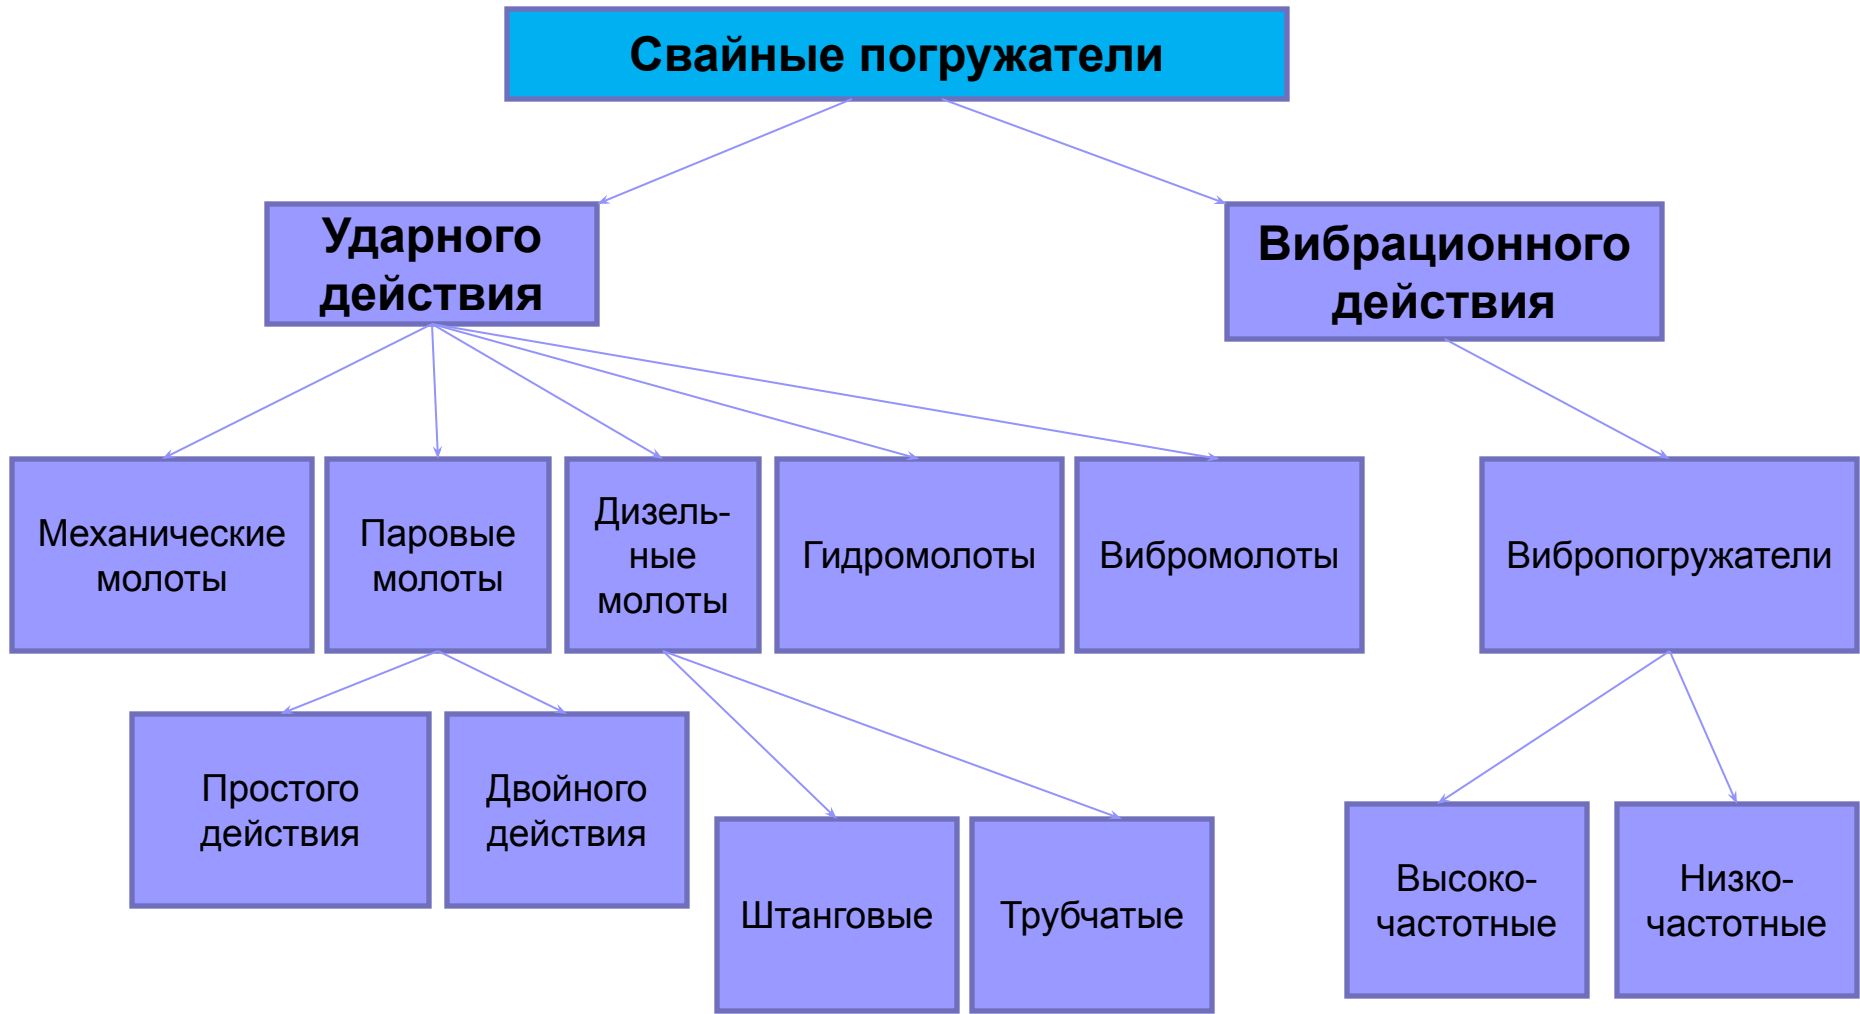 Свайные погружатели
Ударного
действия
Вибрационного
действия
Механические
молоты
Паровые
молоты
Дизель-
ные
молоты
Гидромолоты
Вибромолоты
Вибропогружатели
Простого
действия
Двойного
действия
Штанговые
Трубчатые
Высоко-
частотные
Низко-
частотные